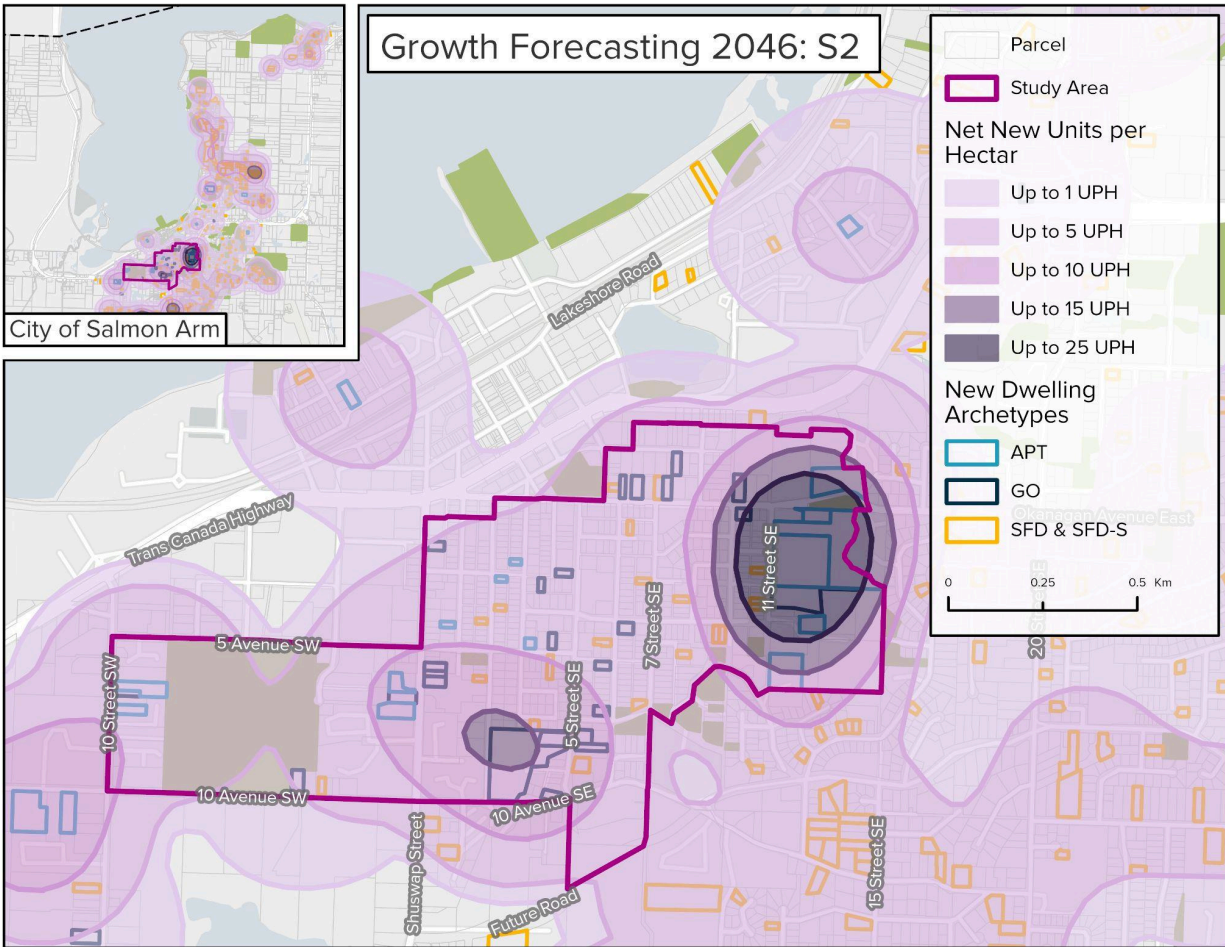 Growth Forecasting 2046: S2
City of Salmon Arm
Parcel
Study Area
Net New Units per
Hectar
Up to 1 UPH
Up to 5 UPH
Up to 10 UPH
Up to 15 UPH
Up to 25 UPH
New Dwelling
Archetypes
APT
GO
SFD & SFD-S
0 0.25 0.5 Km
Okanagan Avenue East
Lakeshore Road
Trans Canada Highway
11 Street SE
7 Street SE
5 Avenue SW
10 Street SW
5 Street SE
10 Avenue SW
10 Avenue SE
Shuswap Street
15 Street SE
Future Road